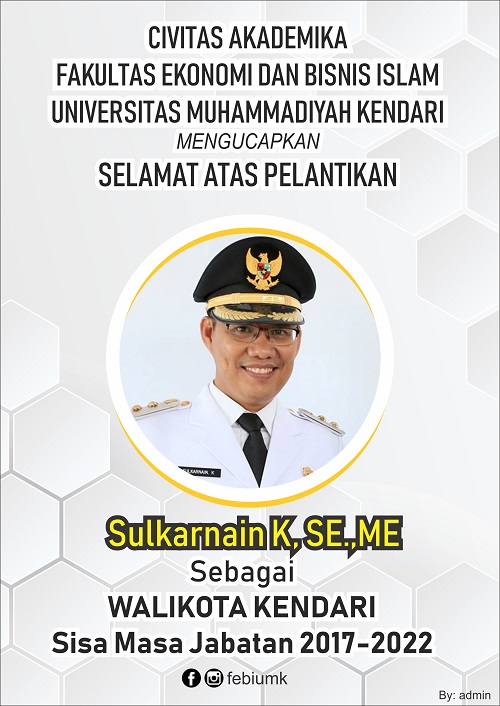 CIVITAS AKADEMIKA
FAKULTAS EKONOMI DAN BISNIS ISLAM
UNIVERSITAS MUHAMMADIYAH KENDARI
MENGUCAPKAN
SELAMAT ATAS PELANTIKAN
SULKARNAIN. K
Sulkarnain K, SE.,ME
Sebagai
WALIKOTA KENDARI
Sisa Masa Jabatan 2017-2022
febiumk
By: admin